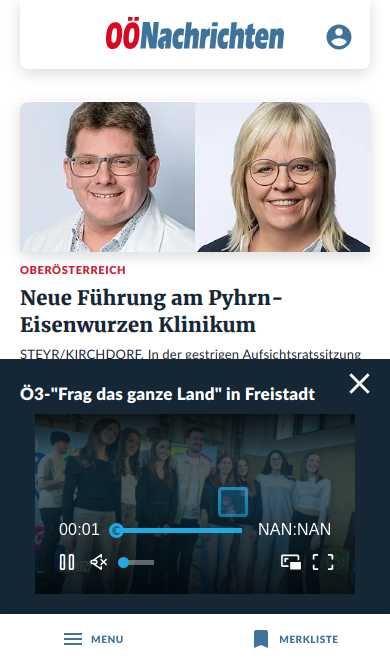 OÖNachrichten
OBERÖSTERREICH
Neue Führung am Pyhrn-
Eisenwurzen Klinikum
STEYR/KIRCHDORF. In der gestrigen Aufsichtsratssitzung
Ö3-"Frag das ganze Land" in Freistadt
00:01
NAN:NAN
MENU
MERKLISTE